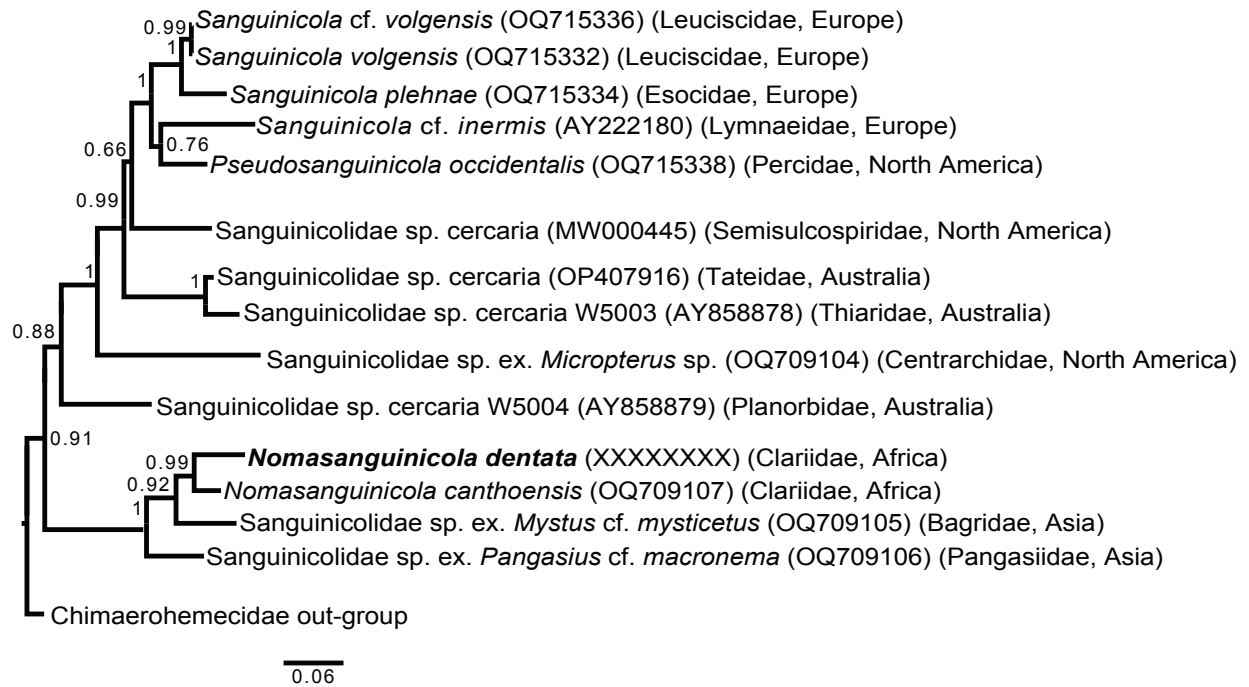 0.99
Sanguinicola cf. volgensis (OQ715336) (Leuciscidae, Europe)
1
Sanguinicola volgensis (OQ715332) (Leuciscidae, Europe)
1
Sanguinicola plehnae (OQ715334) (Esocidae, Europe)
Sanguinicola cf. inermis (AY222180) (Lymnaeidae, Europe)
0.66
0.76
Pseudosanguinicola occidentalis (OQ715338) (Percidae, North America)
0.99
Sanguinicolidae sp. cercaria (MW000445) (Semisulcospiridae, North America)
1
1
Sanguinicolidae sp. cercaria (OP407916) (Tateidae, Australia)
Sanguinicolidae sp. cercaria W5003 (AY858878) (Thiaridae, Australia)
0.88
Sanguinicolidae sp. ex. Micropterus sp. (OQ709104) (Centrarchidae, North America)
Sanguinicolidae sp. cercaria W5004 (AY858879) (Planorbidae, Australia)
0.91
0.99
Nomasanguinicola dentata (XXXXXXXX) (Clariidae, Africa)
0.92
Nomasanguinicola canthoensis (OQ709107) (Clariidae, Africa)
1
Sanguinicolidae sp. ex. Mystus cf. mysticetus (OQ709105) (Bagridae, Asia)
Sanguinicolidae sp. ex. Pangasius cf. macronema (OQ709106) (Pangasiidae, Asia)
Chimaerohemecidae out-group
0.06